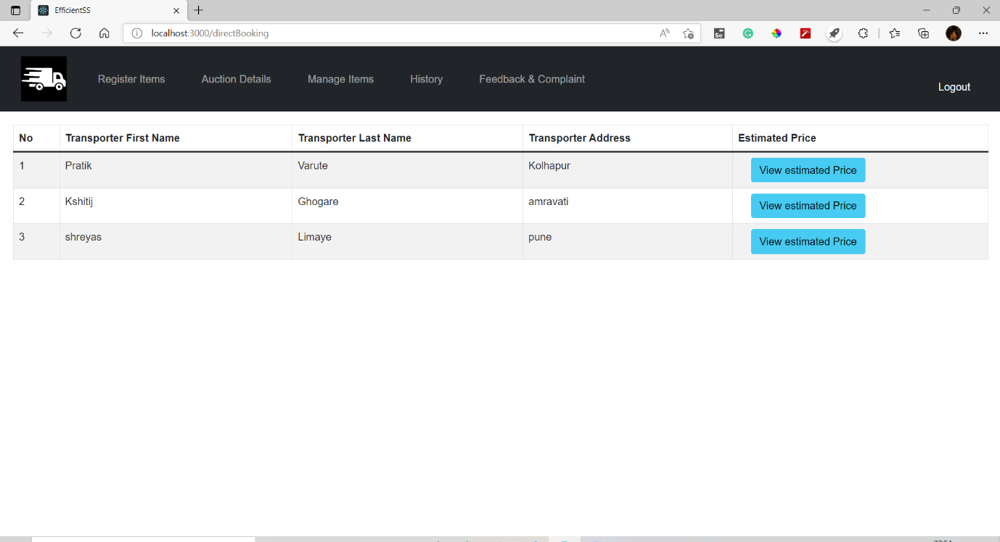 EfficientSS
localhost:3000/directBooking
Register Items Auction Details Manage Items History Feedback & Complaint
Logout
No Transporter First Name Transporter Last Name Transporter Address Estimated Price
1 Pratik Varute Kolhapur View estimated Price
2 Kshitij Ghogare amravati View estimated Price
3 shreyas Limaye pune View estimated Price